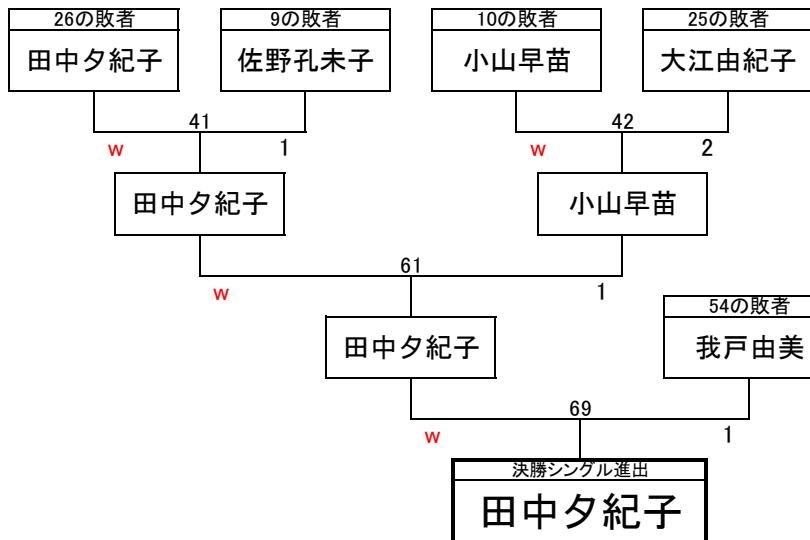 26の敗者
9の敗者
10の敗者
25の敗者
田中夕紀子
佐野孔未子
小山早苗
大江由紀子
41
42
w
1
w
2
田中夕紀子
小山早苗
61
w
1
54の敗者
田中夕紀子
我戸由美
69
w
1
決勝シングル進出
田中夕紀子